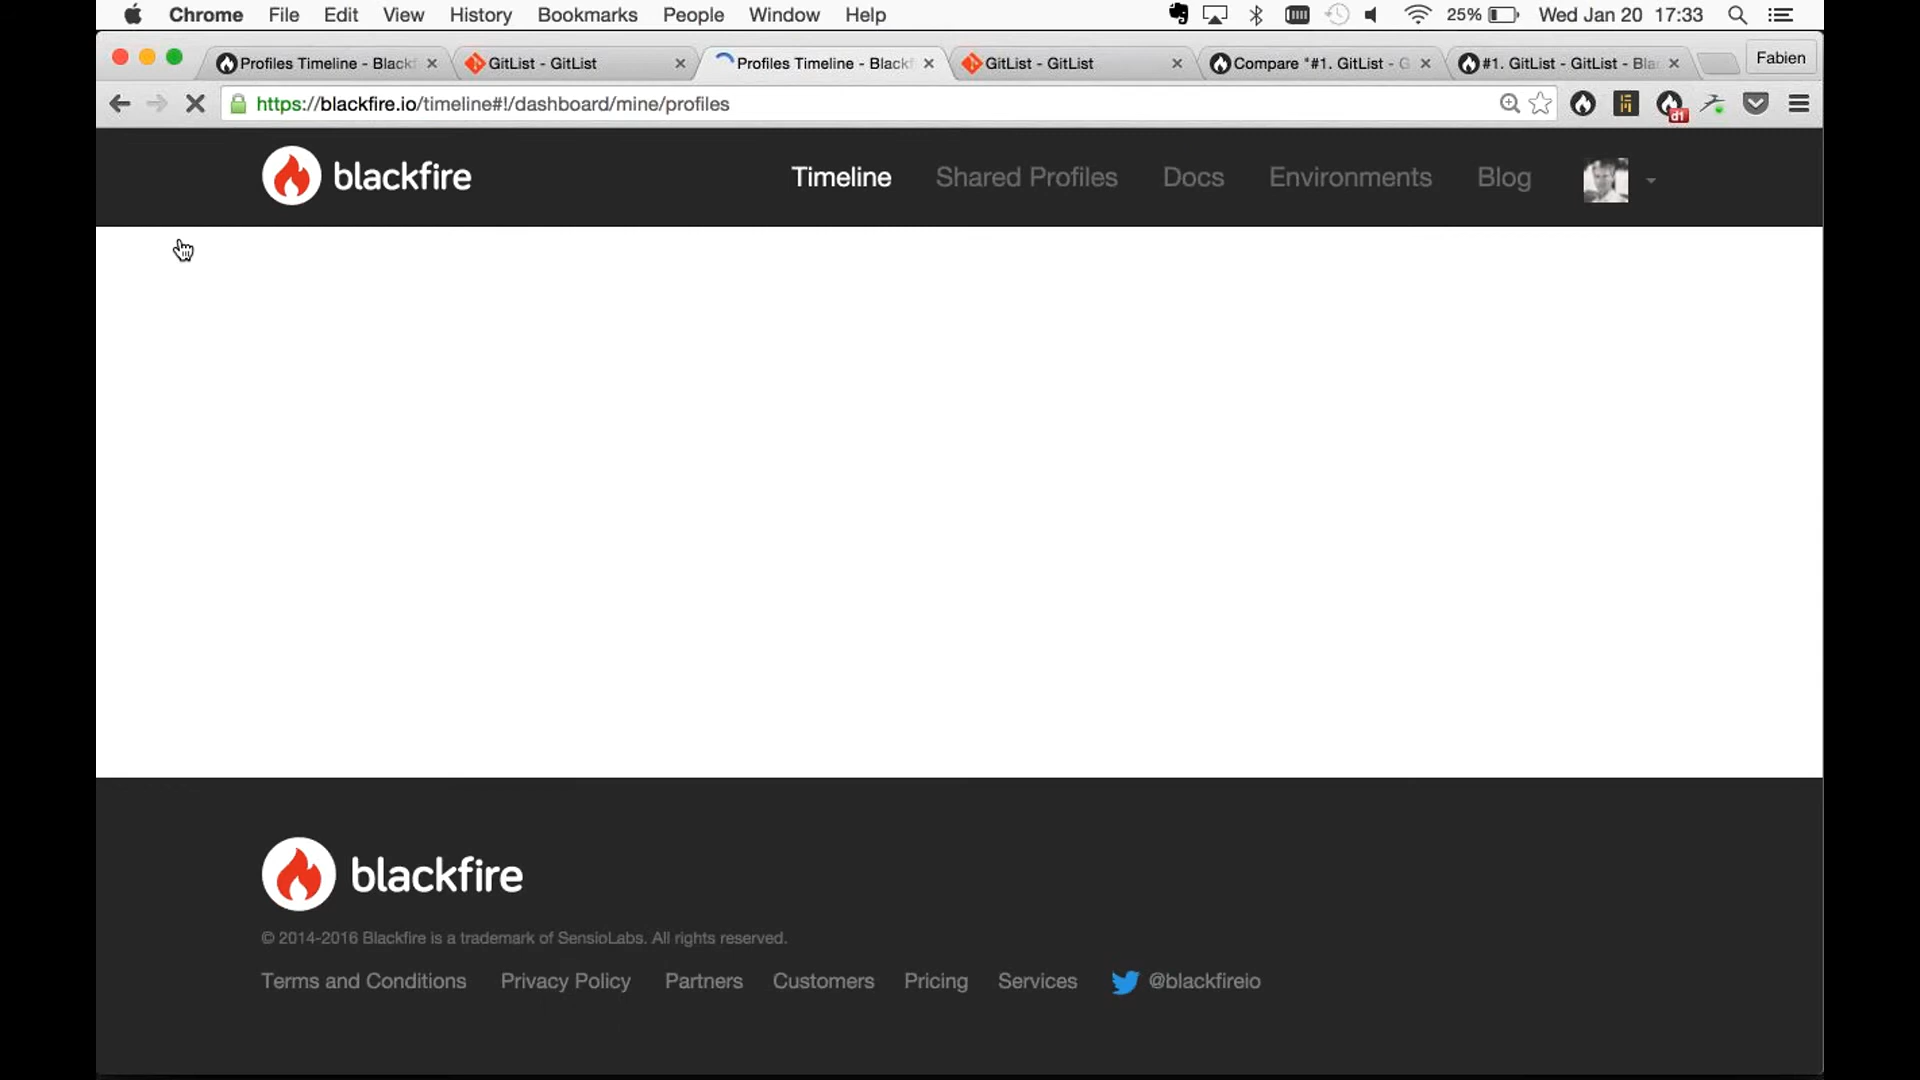 Chrome File Edit View History Bookmarks People Window Help 25% Wed Jan 20 17:33
Profiles Timeline - Blackf GitList - GitList Profiles Timeline - Blackf GitList - GitList Compare "#1. GitList - G #1. GitList - GitList - Bla Fabien
https://blackfire.io/timeline#!/dashboard/mine/profiles d1
blackfire Timeline Shared Profiles Docs Environments Blog
blackfire
© 2014-2016 Blackfire is a trademark of SensioLabs. All rights reserved.
Terms and Conditions Privacy Policy Partners Customers Pricing Services @blackfireio